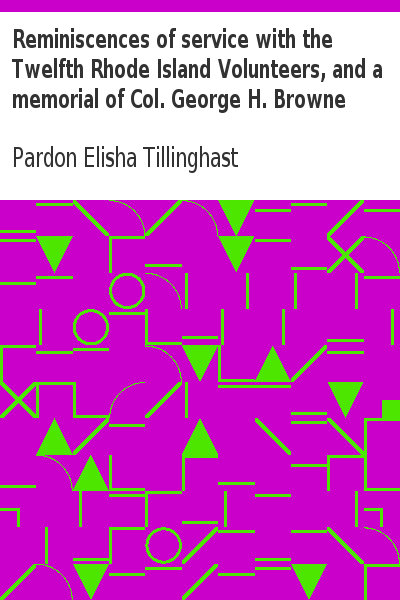 Reminiscences of service with the
Twelfth Rhode Island Volunteers, and a
memorial of Col. George H. Browne
Pardon Elisha Tillinghast